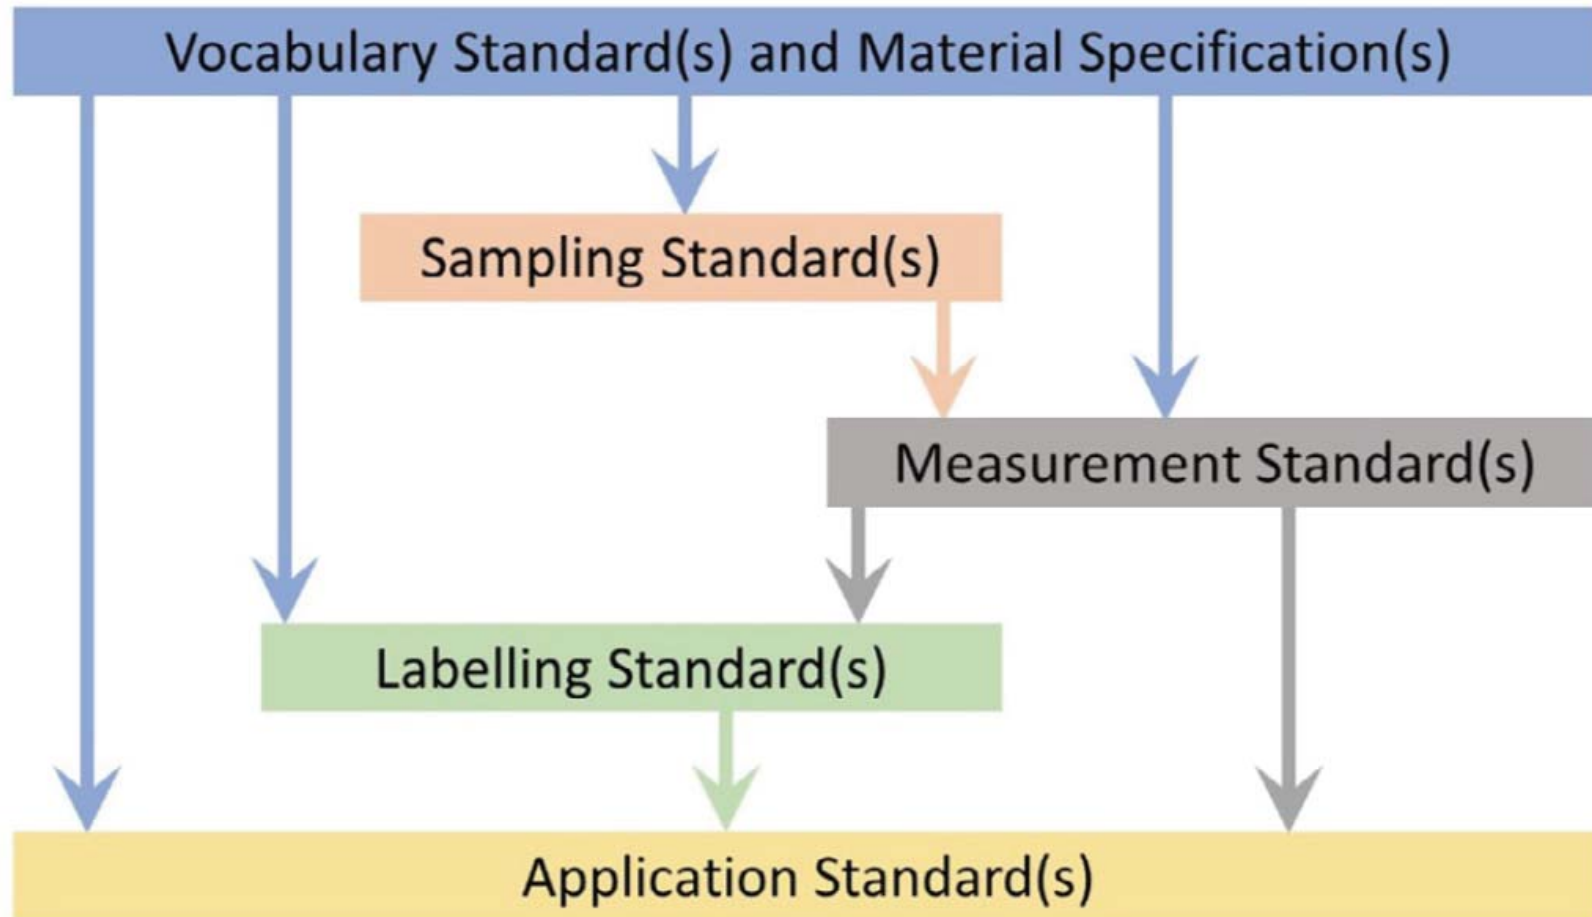 Vocabulary Standard(s) and Material Specification(s)
Sampling Standard(s)
Measurement Standard(s)
Labelling Standard(s)
Application Standard(s)